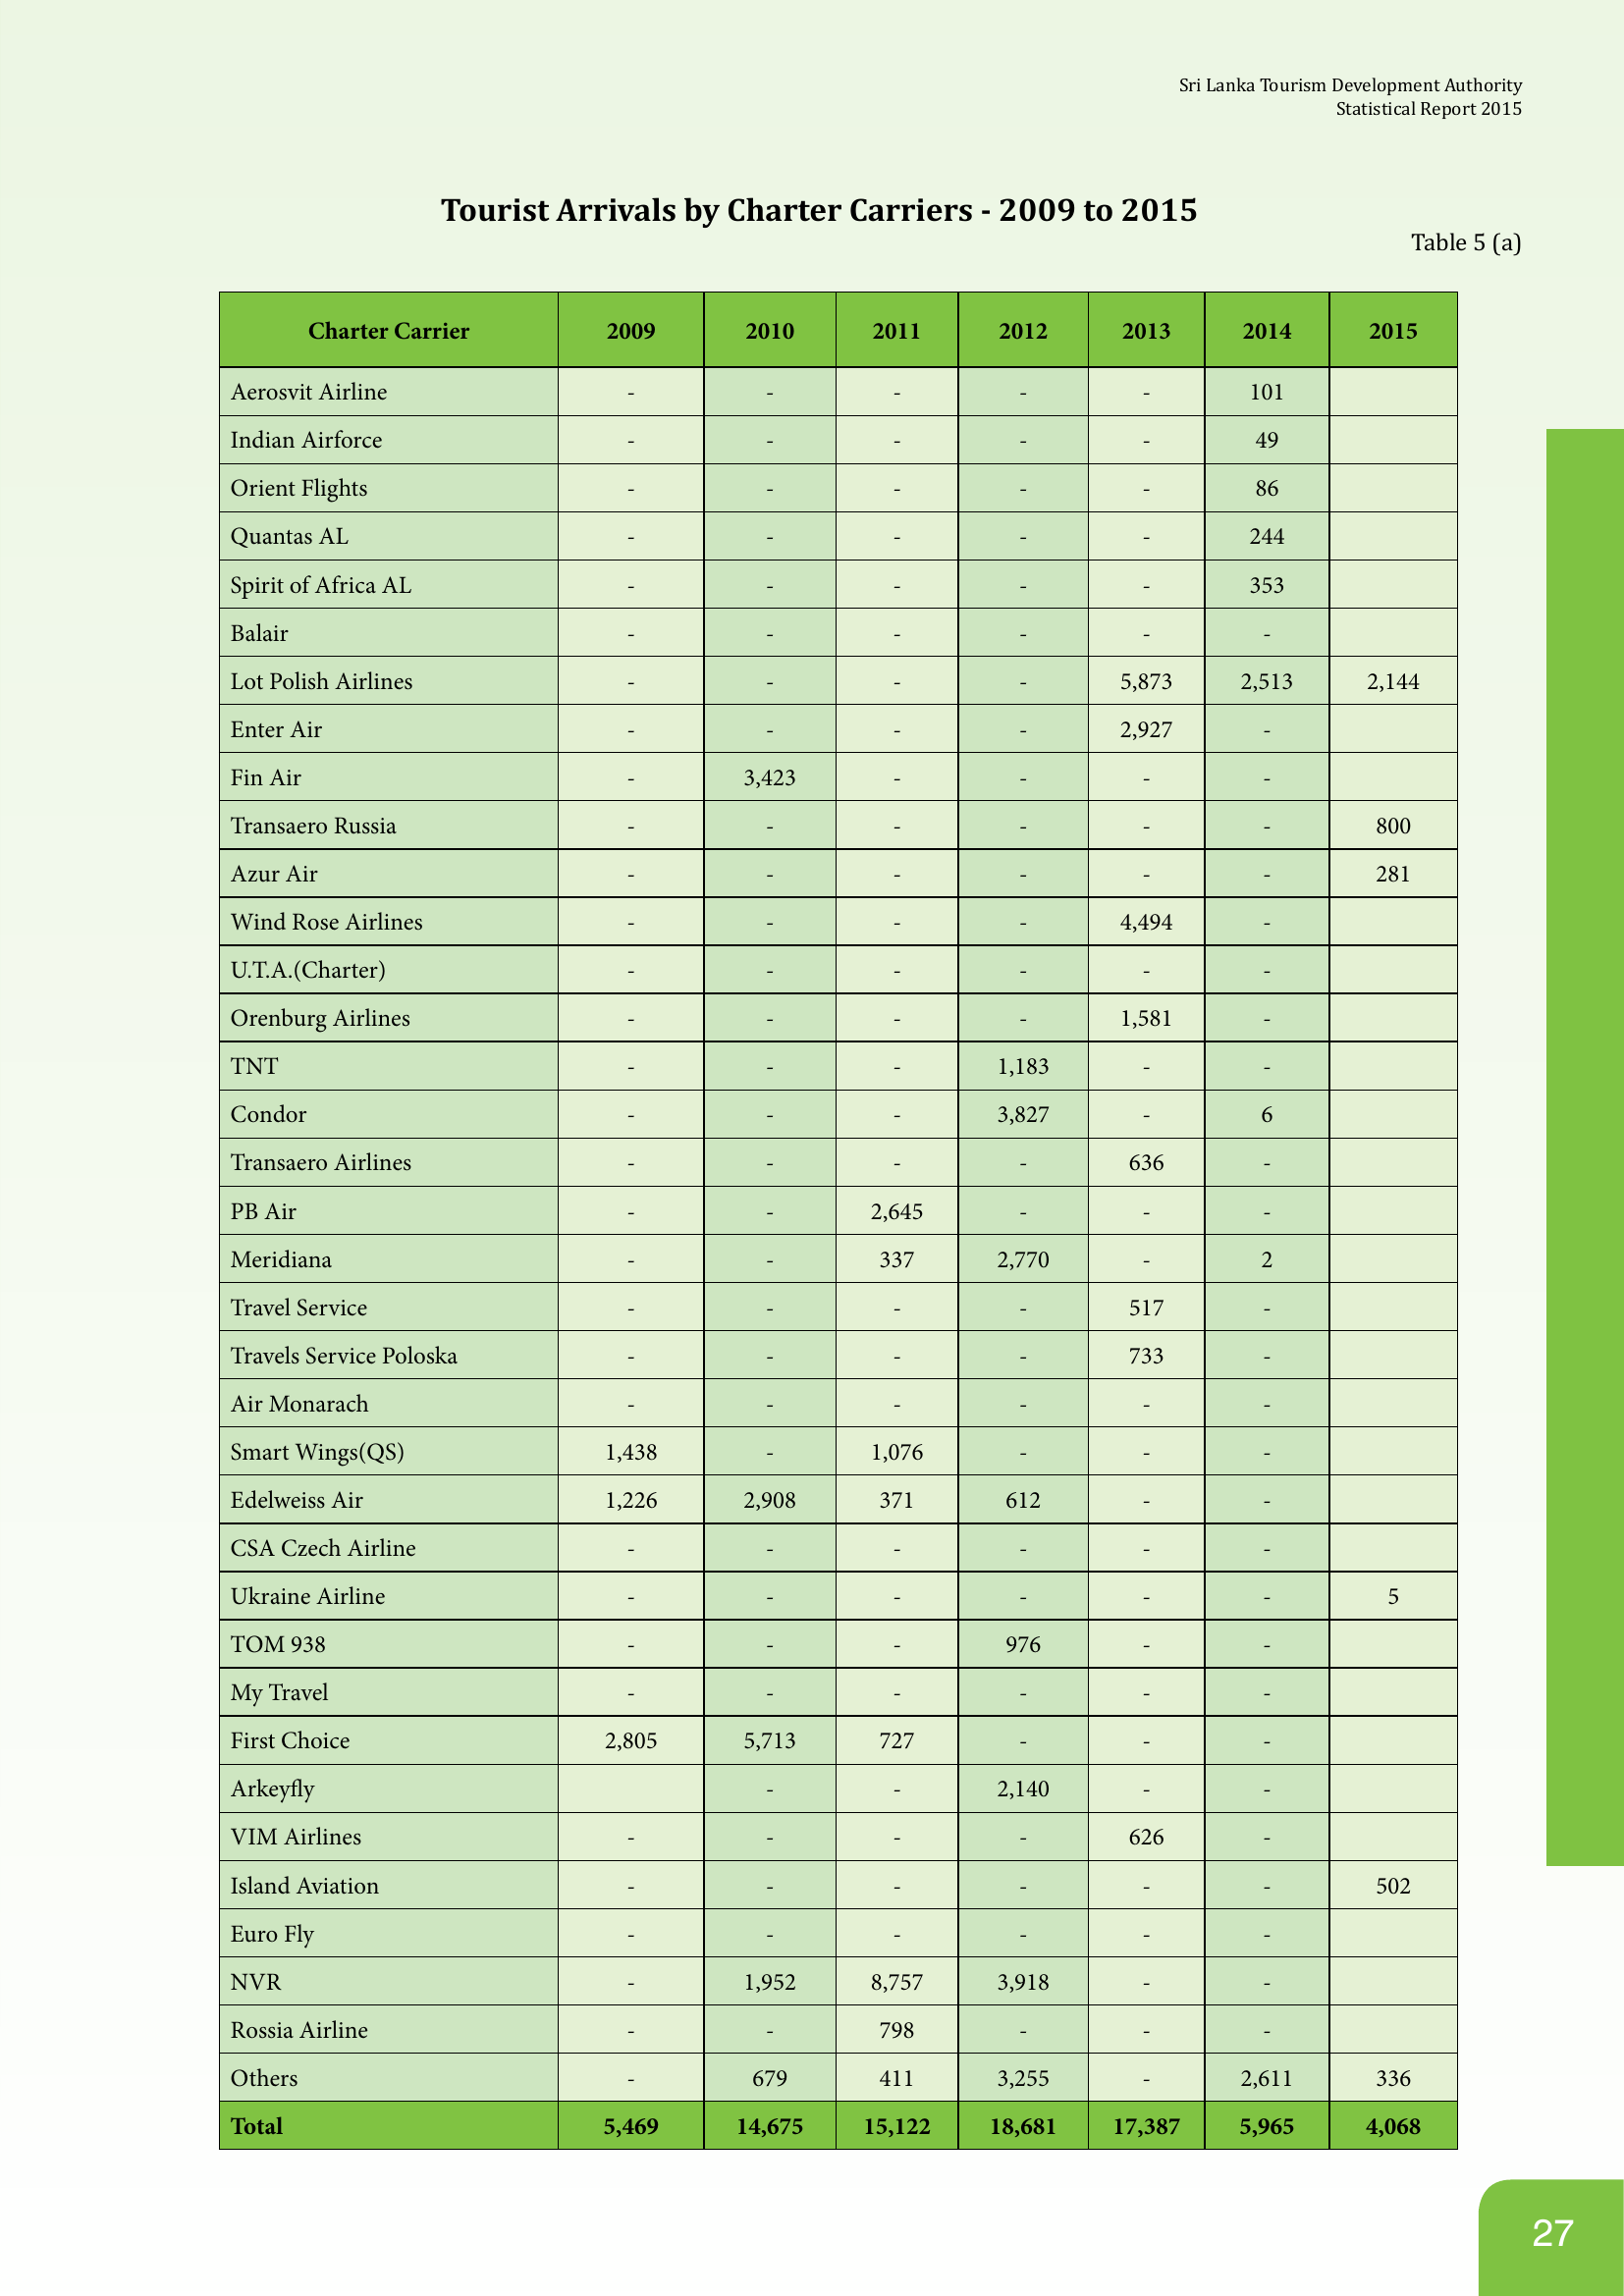 Sri Lanka Tourism Development Authority
Statistical Report 2015
Tourist Arrivals by Charter Carriers - 2009 to 2015
Table 5 (a)
Charter Carrier 2009 2010 2011 2012 2013 2014 2015
Aerosvit Airline - - - - - 101
Indian Airforce - - - - - 49
Orient Flights - - - - - 86
Quantas AL - - - - - 244
Spirit of Africa AL - - - - - 353
Balair - - - - - -
Lot Polish Airlines - - - - 5,873 2,513 2,144
Enter Air - - - - 2,927 -
Fin Air - 3,423 - - - -
Transaero Russia - - - - - - 800
Azur Air - - - - - - 281
Wind Rose Airlines - - - - 4,494 -
U.T.A.(Charter) - - - - - -
Orenburg Airlines - - - - 1,581 -
TNT - - - 1,183 - -
Condor - - - 3,827 - 6
Transaero Airlines - - - - 636 -
PB Air - - 2,645 - - -
Meridiana - - 337 2,770 - 2
Travel Service - - - - 517 -
Travels Service Poloska - - - - 733 -
Air Monarach - - - - - -
Smart Wings(QS) 1,438 - 1,076 - - -
Edelweiss Air 1,226 2,908 371 612 - -
CSA Czech Airline - - - - - -
Ukraine Airline - - - - - - 5
TOM 938 - - - 976 - -
My Travel - - - - - -
First Choice 2,805 5,713 727 - - -
Arkeyfly - - 2,140 - -
VIM Airlines - - - - 626 -
Island Aviation - - - - - - 502
Euro Fly - - - - - -
NVR - 1,952 8,757 3,918 - -
Rossia Airline - - 798 - - -
Others - 679 411 3,255 - 2,611 336
Total 5,469 14,675 15,122 18,681 17,387 5,965 4,068
27